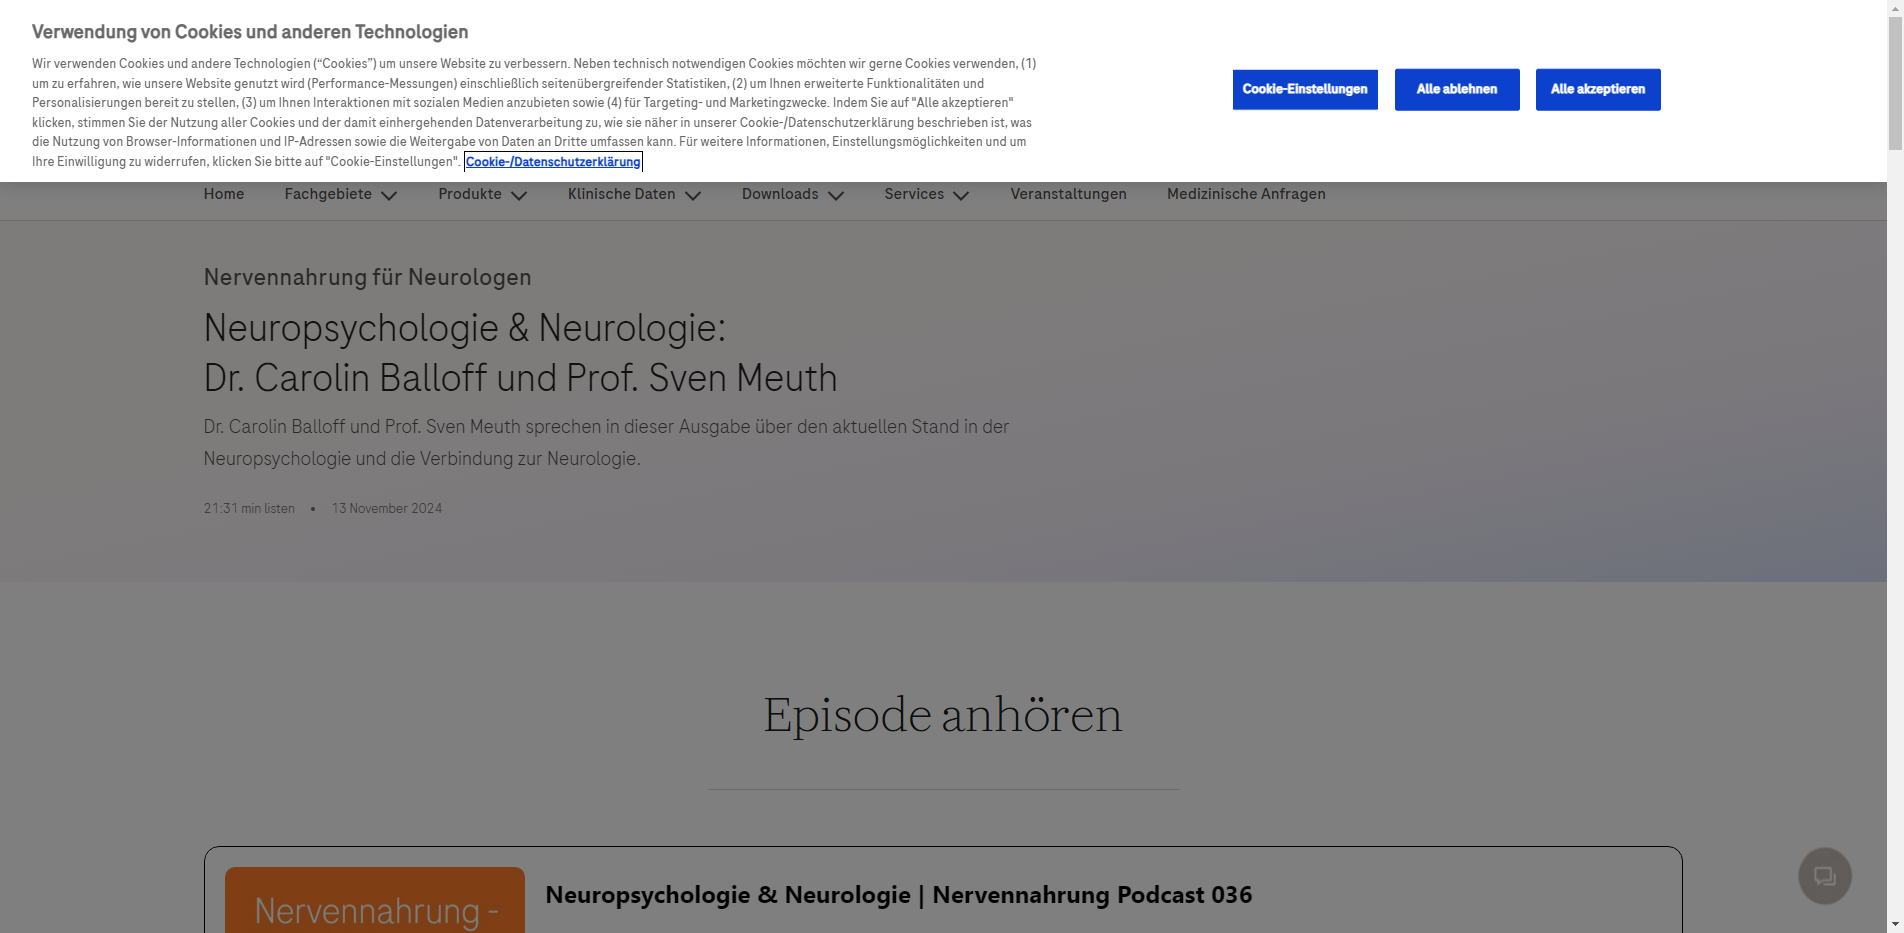 Verwendung von Cookies und anderen Technologien
Wir verwenden Cookies und andere Technologien (“Cookies”) um unsere Website zu verbessern. Neben technisch notwendigen Cookies möchten wir gerne Cookies verwenden, (1)
um zu erfahren, wie unsere Website genutzt wird (Performance-Messungen) einschließlich seitenübergreifender Statistiken, (2) um Ihnen erweiterte Funktionalitäten und
Personalisierungen bereit zu stellen, (3) um Ihnen Interaktionen mit sozialen Medien anzubieten sowie (4) für Targeting- und Marketingzwecke. Indem Sie auf "Alle akzeptieren"
klicken, stimmen Sie der Nutzung aller Cookies und der damit einhergehenden Datenverarbeitung zu, wie sie näher in unserer Cookie-/Datenschutzerklärung beschrieben ist, was
die Nutzung von Browser-Informationen und IP-Adressen sowie die Weitergabe von Daten an Dritte umfassen kann. Für weitere Informationen, Einstellungsmöglichkeiten und um
Ihre Einwilligung zu widerrufen, klicken Sie bitte auf "Cookie-Einstellungen". Cookie-/Datenschutzerklärung
Cookie-Einstellungen Alle ablehnen Alle akzeptieren
Home Fachgebiete Produkte Klinische Daten Downloads Services Veranstaltungen Medizinische Anfragen
Nervennahrung für Neurologen
Neuropsychologie & Neurologie:
Dr. Carolin Balloff und Prof. Sven Meuth
Dr. Carolin Balloff und Prof. Sven Meuth sprechen in dieser Ausgabe über den aktuellen Stand in der
Neuropsychologie und die Verbindung zur Neurologie.
21:31 min listen • 13 November 2024
Episode anhören
Nervennahrung -
Neuropsychologie & Neurologie | Nervennahrung Podcast 036